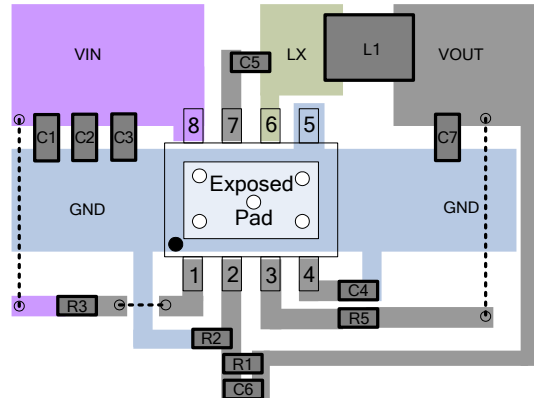 VIN
LX
L1
VOUT
C5
C1
C2
C3
8
7
6
5
C7
Exposed
Pad
GND
GND
1
2
3
4
R3
C4
R5
R2
R1
C6